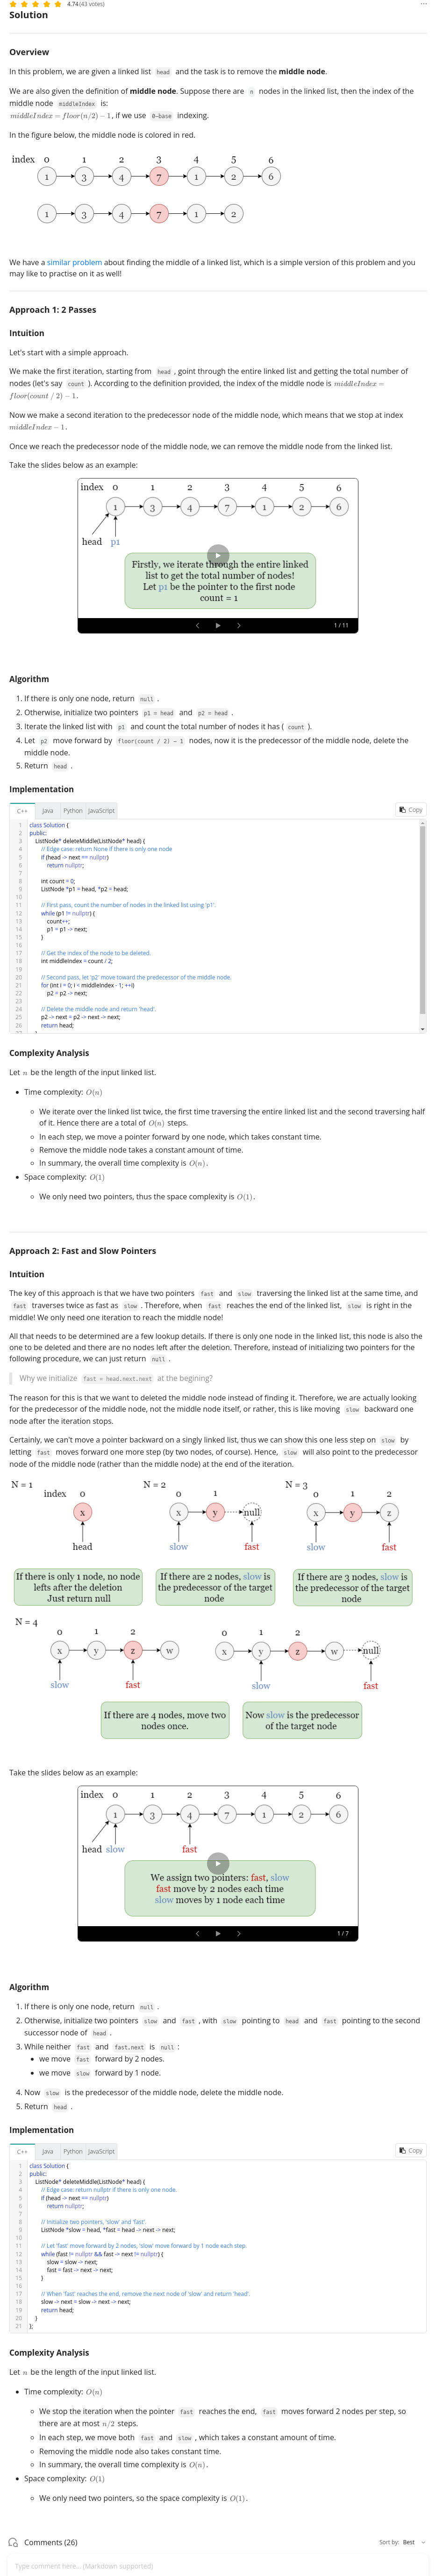 4.74 (43 votes)
Solution
Overview
In this problem, we are given a linked list head and the task is to remove the middle node.
We are also given the definition of middle node. Suppose there are n nodes in the linked list, then the index of the
middle node middleIndex is:
middleIndex = floor(n/2) − 1, if we use 0-base indexing.
In the figure below, the middle node is colored in red.
index 0 1 2 3 4 5 6
1 3 4 7 1 2 6
1 3 4 7 1 2
We have a similar problem about finding the middle of a linked list, which is a simple version of this problem and you
may like to practise on it as well!
Approach 1: 2 Passes
Intuition
Let's start with a simple approach.
We make the first iteration, starting from head, goint through the entire linked list and getting the total number of
nodes (let's say count). According to the definition provided, the index of the middle node is middleIndex =
floor(count / 2) − 1.
Now we make a second iteration to the predecessor node of the middle node, which means that we stop at index
middleIndex − 1.
Once we reach the predecessor node of the middle node, we can remove the middle node from the linked list.
Take the slides below as an example:
index 0 1 2 3 4 5 6
1 3 4 7 1 2 6
head p1
Firstly, we iterate through the entire linked
list to get the total number of nodes!
Let p1 be the pointer to the first node
count = 1
1 / 11
Algorithm
1. If there is only one node, return null.
2. Otherwise, initialize two pointers p1 = head and p2 = head.
3. Iterate the linked list with p1 and count the total number of nodes it has (count).
4. Let p2 move forward by floor(count / 2) - 1 nodes, now it is the predecessor of the middle node, delete the
middle node.
5. Return head.
Implementation
C++ Java Python JavaScript Copy
1 class Solution {
2 public:
3 ListNode* deleteMiddle(ListNode* head) {
4 // Edge case: return None if there is only one node
5 if (head -> next == nullptr)
6 return nullptr;
7
8 int count = 0;
9 ListNode *p1 = head, *p2 = head;
10
11 // First pass, count the number of nodes in the linked list using 'p1'.
12 while (p1 != nullptr) {
13 count++;
14 p1 = p1 -> next;
15 }
16
17 // Get the index of the node to be deleted.
18 int middleIndex = count / 2;
19
20 // Second pass, let 'p2' move toward the predecessor of the middle node.
21 for (int i = 0; i < middleIndex - 1; ++i)
22 p2 = p2 -> next;
23
24 // Delete the middle node and return 'head'.
25 p2 -> next = p2 -> next -> next;
26 return head;
Complexity Analysis
Let n be the length of the input linked list.
• Time complexity: O(n)
◦ We iterate over the linked list twice, the first time traversing the entire linked list and the second traversing half
of it. Hence there are a total of O(n) steps.
◦ In each step, we move a pointer forward by one node, which takes constant time.
◦ Remove the middle node takes a constant amount of time.
◦ In summary, the overall time complexity is O(n).
• Space complexity: O(1)
◦ We only need two pointers, thus the space complexity is O(1).
Approach 2: Fast and Slow Pointers
Intuition
The key of this approach is that we have two pointers fast and slow traversing the linked list at the same time, and
fast traverses twice as fast as slow. Therefore, when fast reaches the end of the linked list, slow is right in the
middle! We only need one iteration to reach the middle node!
All that needs to be determined are a few lookup details. If there is only one node in the linked list, this node is also the
one to be deleted and there are no nodes left after the deletion. Therefore, instead of initializing two pointers for the
following procedure, we can just return null.
Why we initialize fast = head.next.next at the begining?
The reason for this is that we want to deleted the middle node instead of finding it. Therefore, we are actually looking
for the predecessor of the middle node, not the middle node itself, or rather, this is like moving slow backward one
node after the iteration stops.
Certainly, we can't move a pointer backward on a singly linked list, thus we can show this one less step on slow by
letting fast moves forward one more step (by two nodes, of course). Hence, slow will also point to the predecessor
node of the middle node (rather than the middle node) at the end of the iteration.
N = 1 N = 2 N = 3
index 0 0 1 0 1 2
x x y null x y z
head slow fast slow fast
If there is only 1 node, no node
lefts after the deletion
Just return null
If there are 2 nodes, slow is
the predecessor of the target
node
If there are 3 nodes, slow is
the predecessor of the target
node
N = 4
0 1 2 0 1 2
x y z w x y z w null
slow fast slow fast
If there are 4 nodes, move two
nodes once.
Now slow is the predecessor
of the target node
Take the slides below as an example:
index 0 1 2 3 4 5 6
1 3 4 7 1 2 6
head slow fast
We assign two pointers: fast, slow
fast move by 2 nodes each time
slow moves by 1 node each time
1 / 7
Algorithm
1. If there is only one node, return null.
2. Otherwise, initialize two pointers slow and fast, with slow pointing to head and fast pointing to the second
successor node of head.
3. While neither fast and fast.next is null:
• we move fast forward by 2 nodes.
• we move slow forward by 1 node.
4. Now slow is the predecessor of the middle node, delete the middle node.
5. Return head.
Implementation
C++ Java Python JavaScript Copy
1 class Solution {
2 public:
3 ListNode* deleteMiddle(ListNode* head) {
4 // Edge case: return nullptr if there is only one node.
5 if (head -> next == nullptr)
6 return nullptr;
7
8 // Initialize two pointers, 'slow' and 'fast'.
9 ListNode *slow = head, *fast = head -> next -> next;
10
11 // Let 'fast' move forward by 2 nodes, 'slow' move forward by 1 node each step.
12 while (fast != nullptr && fast -> next != nullptr) {
13 slow = slow -> next;
14 fast = fast -> next -> next;
15 }
16
17 // When 'fast' reaches the end, remove the next node of 'slow' and return 'head'.
18 slow -> next = slow -> next -> next;
19 return head;
20 }
21 };
Complexity Analysis
Let n be the length of the input linked list.
• Time complexity: O(n)
◦ We stop the iteration when the pointer fast reaches the end, fast moves forward 2 nodes per step, so
there are at most n/2 steps.
◦ In each step, we move both fast and slow, which takes a constant amount of time.
◦ Removing the middle node also takes constant time.
◦ In summary, the overall time complexity is O(n).
• Space complexity: O(1)
◦ We only need two pointers, so the space complexity is O(1).
Comments (26) Sort by: Best
Type comment here... (Markdown supported)